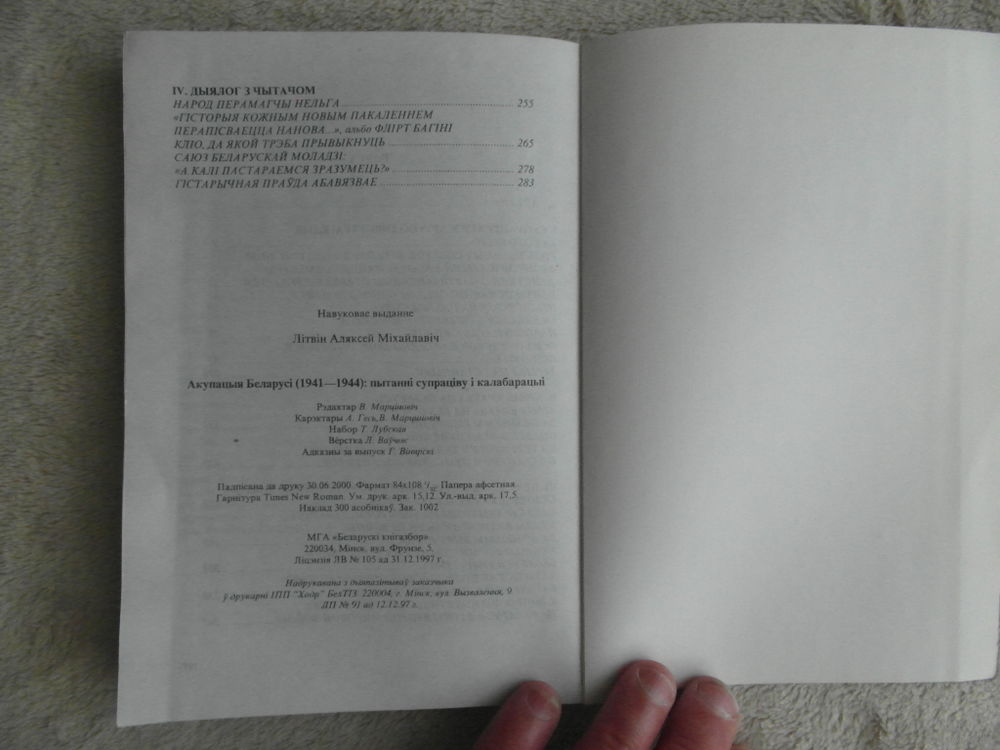 IV. ДЫЯЛОГ З ЧЫТАЧОМ
НАРОД ПЕРАМАГЧЫ НЕЛЬГА ........ 255
«ГІСТОРЫЯ КОЖНЫМ НОВЫМ ПАКАЛЕННЕМ
ПЕРАПІСВАЕЦЦА НАНОВА...», альбо ФЛІРТ БАГІНІ
КЛІО, ДА ЯКОЙ ТРЭБА ПРЫВЫКНУЦЬ ........ 265
САЮЗ БЕЛАРУСКАЙ МОЛАДЗІ:
«А КАЛІ ПАСТАРАЕМСЯ ЗРАЗУМЕЦЬ?» ........ 278
ГІСТАРЫЧНАЯ ПРАЎДА АБАВЯЗВАЕ ........ 283
Навуковае выданне
Літвін Аляксей Міхайлавіч
Акупацыя Беларусі (1941—1944): пытанні супраціву і калабарацыі
Рэдактар В. Марціновіч
Карэктары А. Гесь, В. Марціновіч
Набор Т. Лубская
Вёрстка Л. Ваўчок
Адказны за выпуск Г. Вінярскі
Падпісана да друку 30.06.2000. Фармат 84х108 1/32. Папера афсетная.
Гарнітура Times New Roman. Ум. друк. арк. 15,12. Ул.-выд. арк. 17,5.
Наклад 300 асобнікаў. Зак. 1002
МГА «Беларускі кнігазбор»
220034, Мінск, вул. Фрунзе, 5.
Ліцэнзія ЛВ № 105 ад 31.12.1997 г.
Надрукавана з дыяпазітываў заказчыка
ў друкарні ІПП "Ходр" БелТІЗ. 220004, г. Мінск, вул. Вызвалення, 9.
ЛП № 91 ад 12.12.97 г.